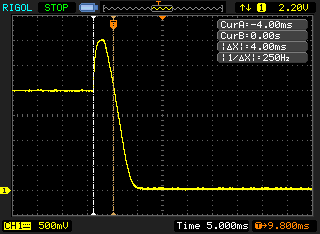 RIGOL STOP T 1 2.20V
CurA:-4.00ms
CurB:0.00s
|ΔX|:4.00ms
|1/ΔX|:250Hz
T
1
CH1 500mV Time 5.000ms T→9.800ms